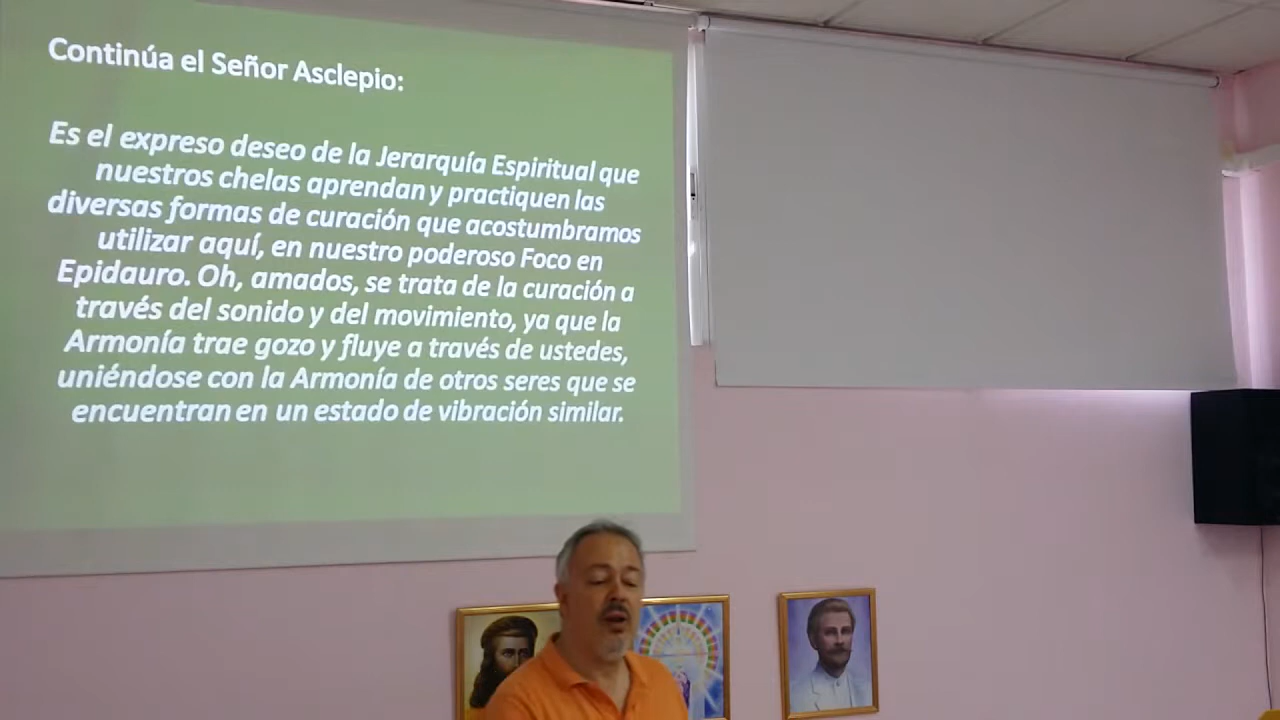 Continúa el Señor Asclepio:
Es el expreso deseo de la Jerarquía Espiritual que
nuestros chelas aprendan y practiquen las
diversas formas de curación que acostumbramos
utilizar aquí, en nuestro poderoso Foco en
Epidauro. Oh, amados, se trata de la curación a
través del sonido y del movimiento, ya que la
Armonía trae gozo y fluye a través de ustedes,
uniéndose con la Armonía de otros seres que se
encuentran en un estado de vibración similar.